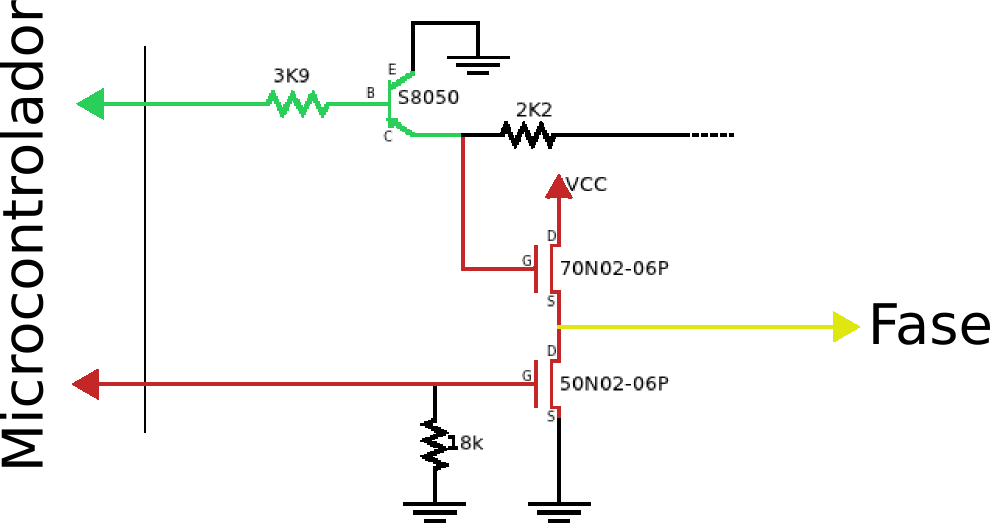 Microcontrolador
3K9
B
E
S8050
C
2K2
VCC
D
G
70N02-06P
S
Fase
D
G
50N02-06P
S
18k